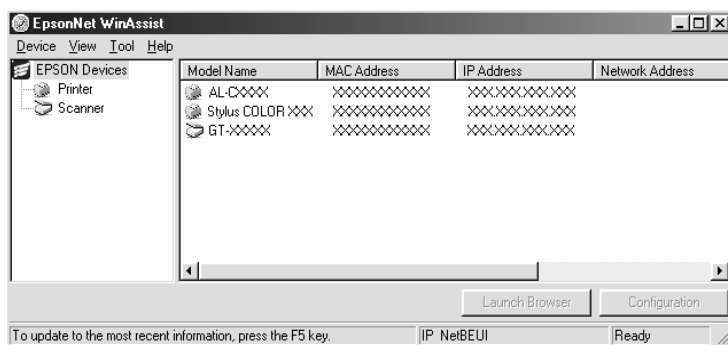 EpsonNet WinAssist
Device View Tool Help
EPSON Devices
Printer
Scanner
Model Name MAC Address IP Address Network Address
AL-CXXXX XXXXXXXXXXXX XXX.XXX.XXX.XXX
Stylus COLOR XXX XXXXXXXXXXXX XXX.XXX.XXX.XXX
GT-XXXXX XXXXXXXXXXXX XXX.XXX.XXX.XXX
Launch Browser Configuration
To update to the most recent information, press the F5 key. IP NetBEUI Ready